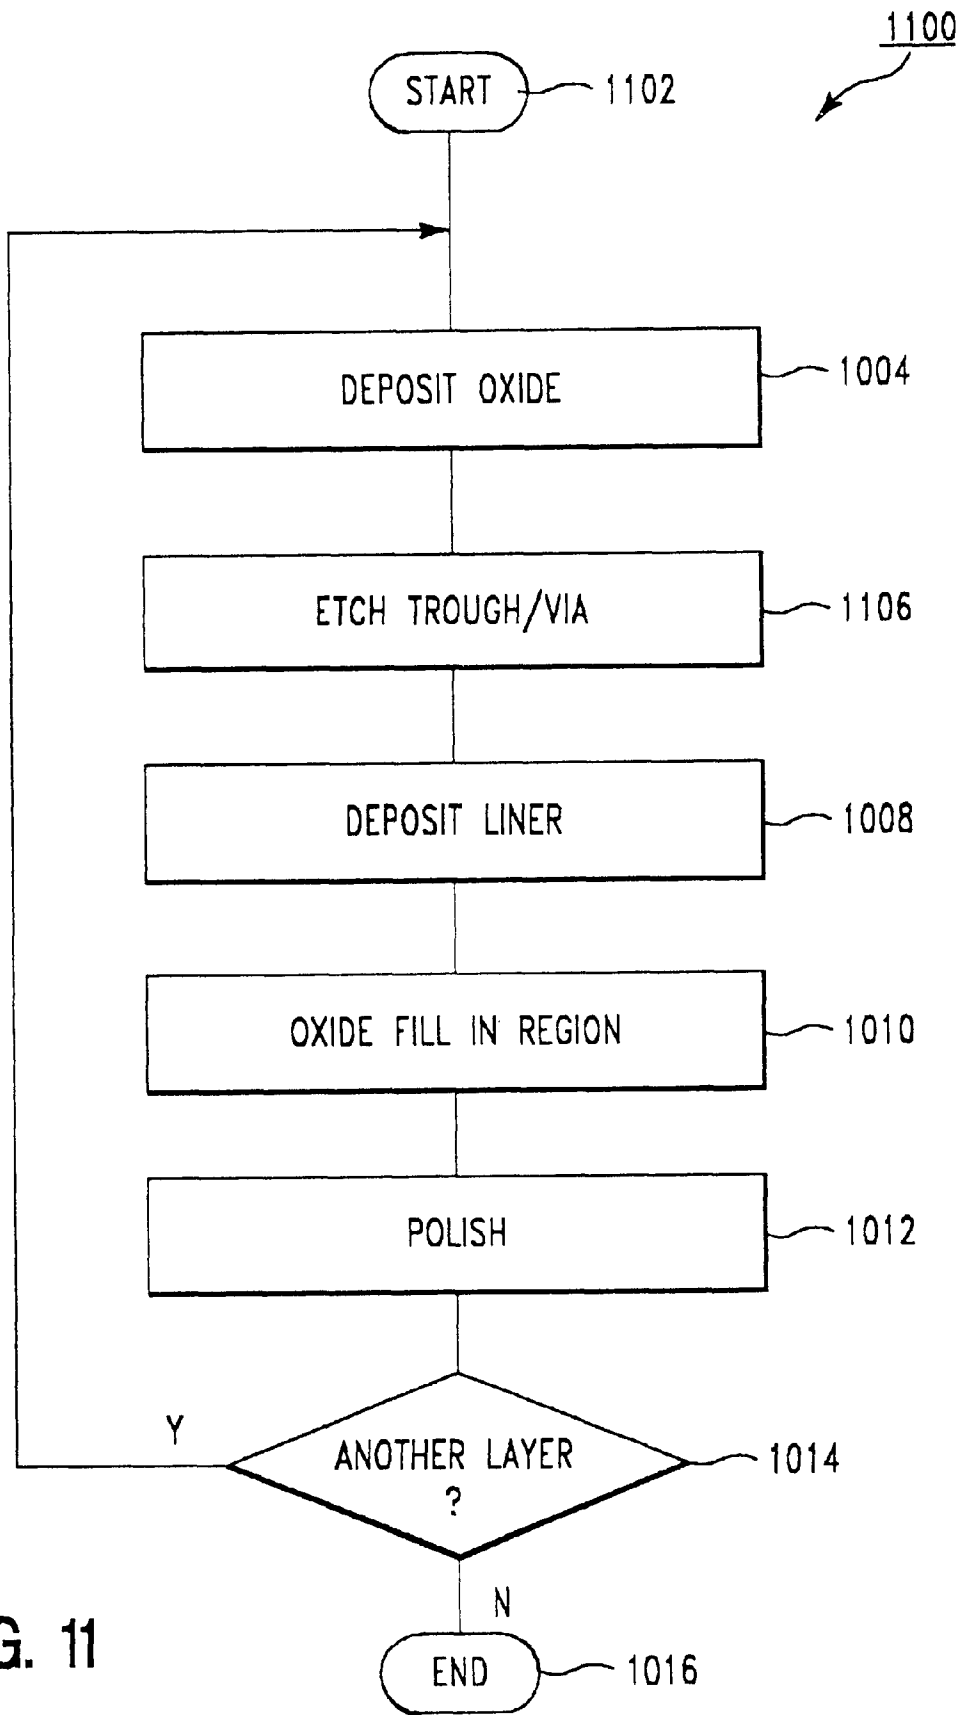 1100
START
1102
DEPOSIT OXIDE
1004
ETCH TROUGH/VIA
1106
DEPOSIT LINER
1008
OXIDE FILL IN REGION
1010
POLISH
1012
Y
ANOTHER LAYER
?
1014
N
G. 11
END
1016